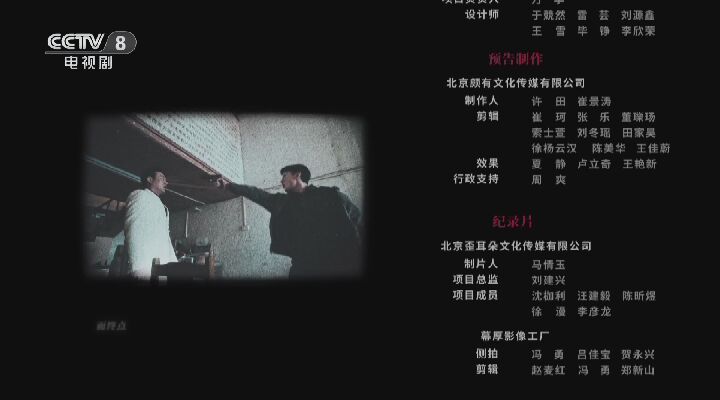 CCTV 8
电视剧
设计师 于兢然 雷芸 刘源鑫
王雪 毕铮 李欣荣
预告制作
北京颇有文化传媒有限公司
制作人 许田 崔景涛
剪辑 崔珂 张乐 董璨玚
索士萱 刘冬瑶 田家昊
徐杨云汉 陈美华 王佳蔚
效果 夏静 卢立奇 王艳新
行政支持 周爽
纪录片
北京歪耳朵文化传媒有限公司
制片人 马倩玉
项目总监 刘建兴
项目成员 沈枷利 汪建毅 陈昕煜
徐漫 李彦龙
幕厚影像工厂
侧拍 冯勇 吕佳宝 贺永兴
剪辑 赵麦红 冯勇 郑新山